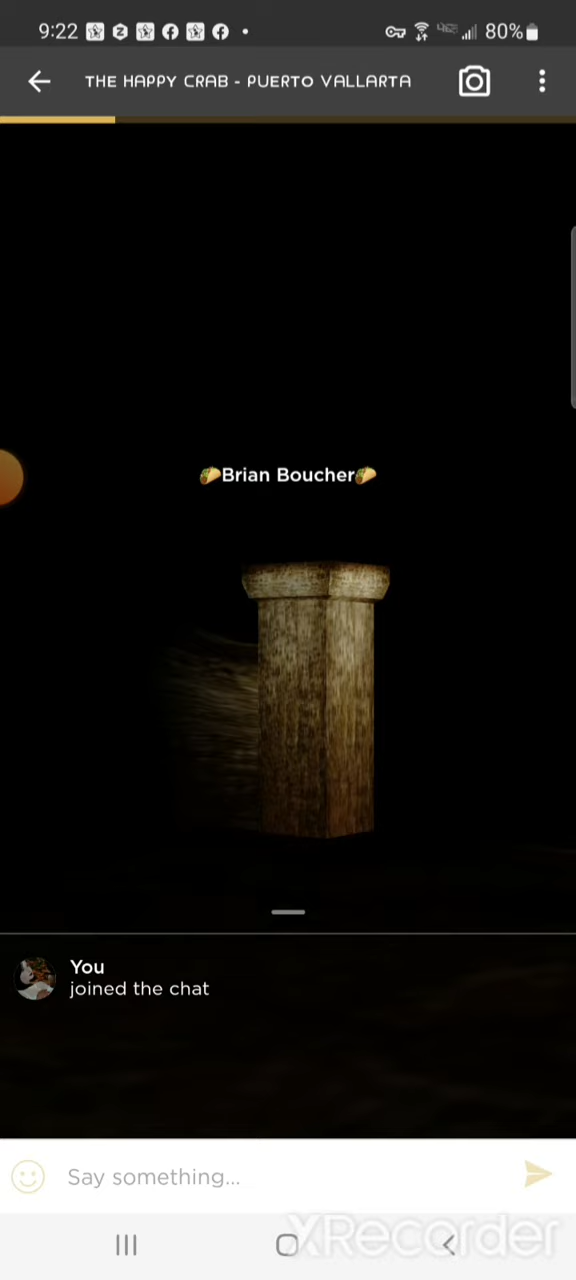 9:22
80%
THE HAPPY CRAB - PUERTO VALLARTA
🌮Brian Boucher🌮
You
joined the chat
Say something...
XRecorder